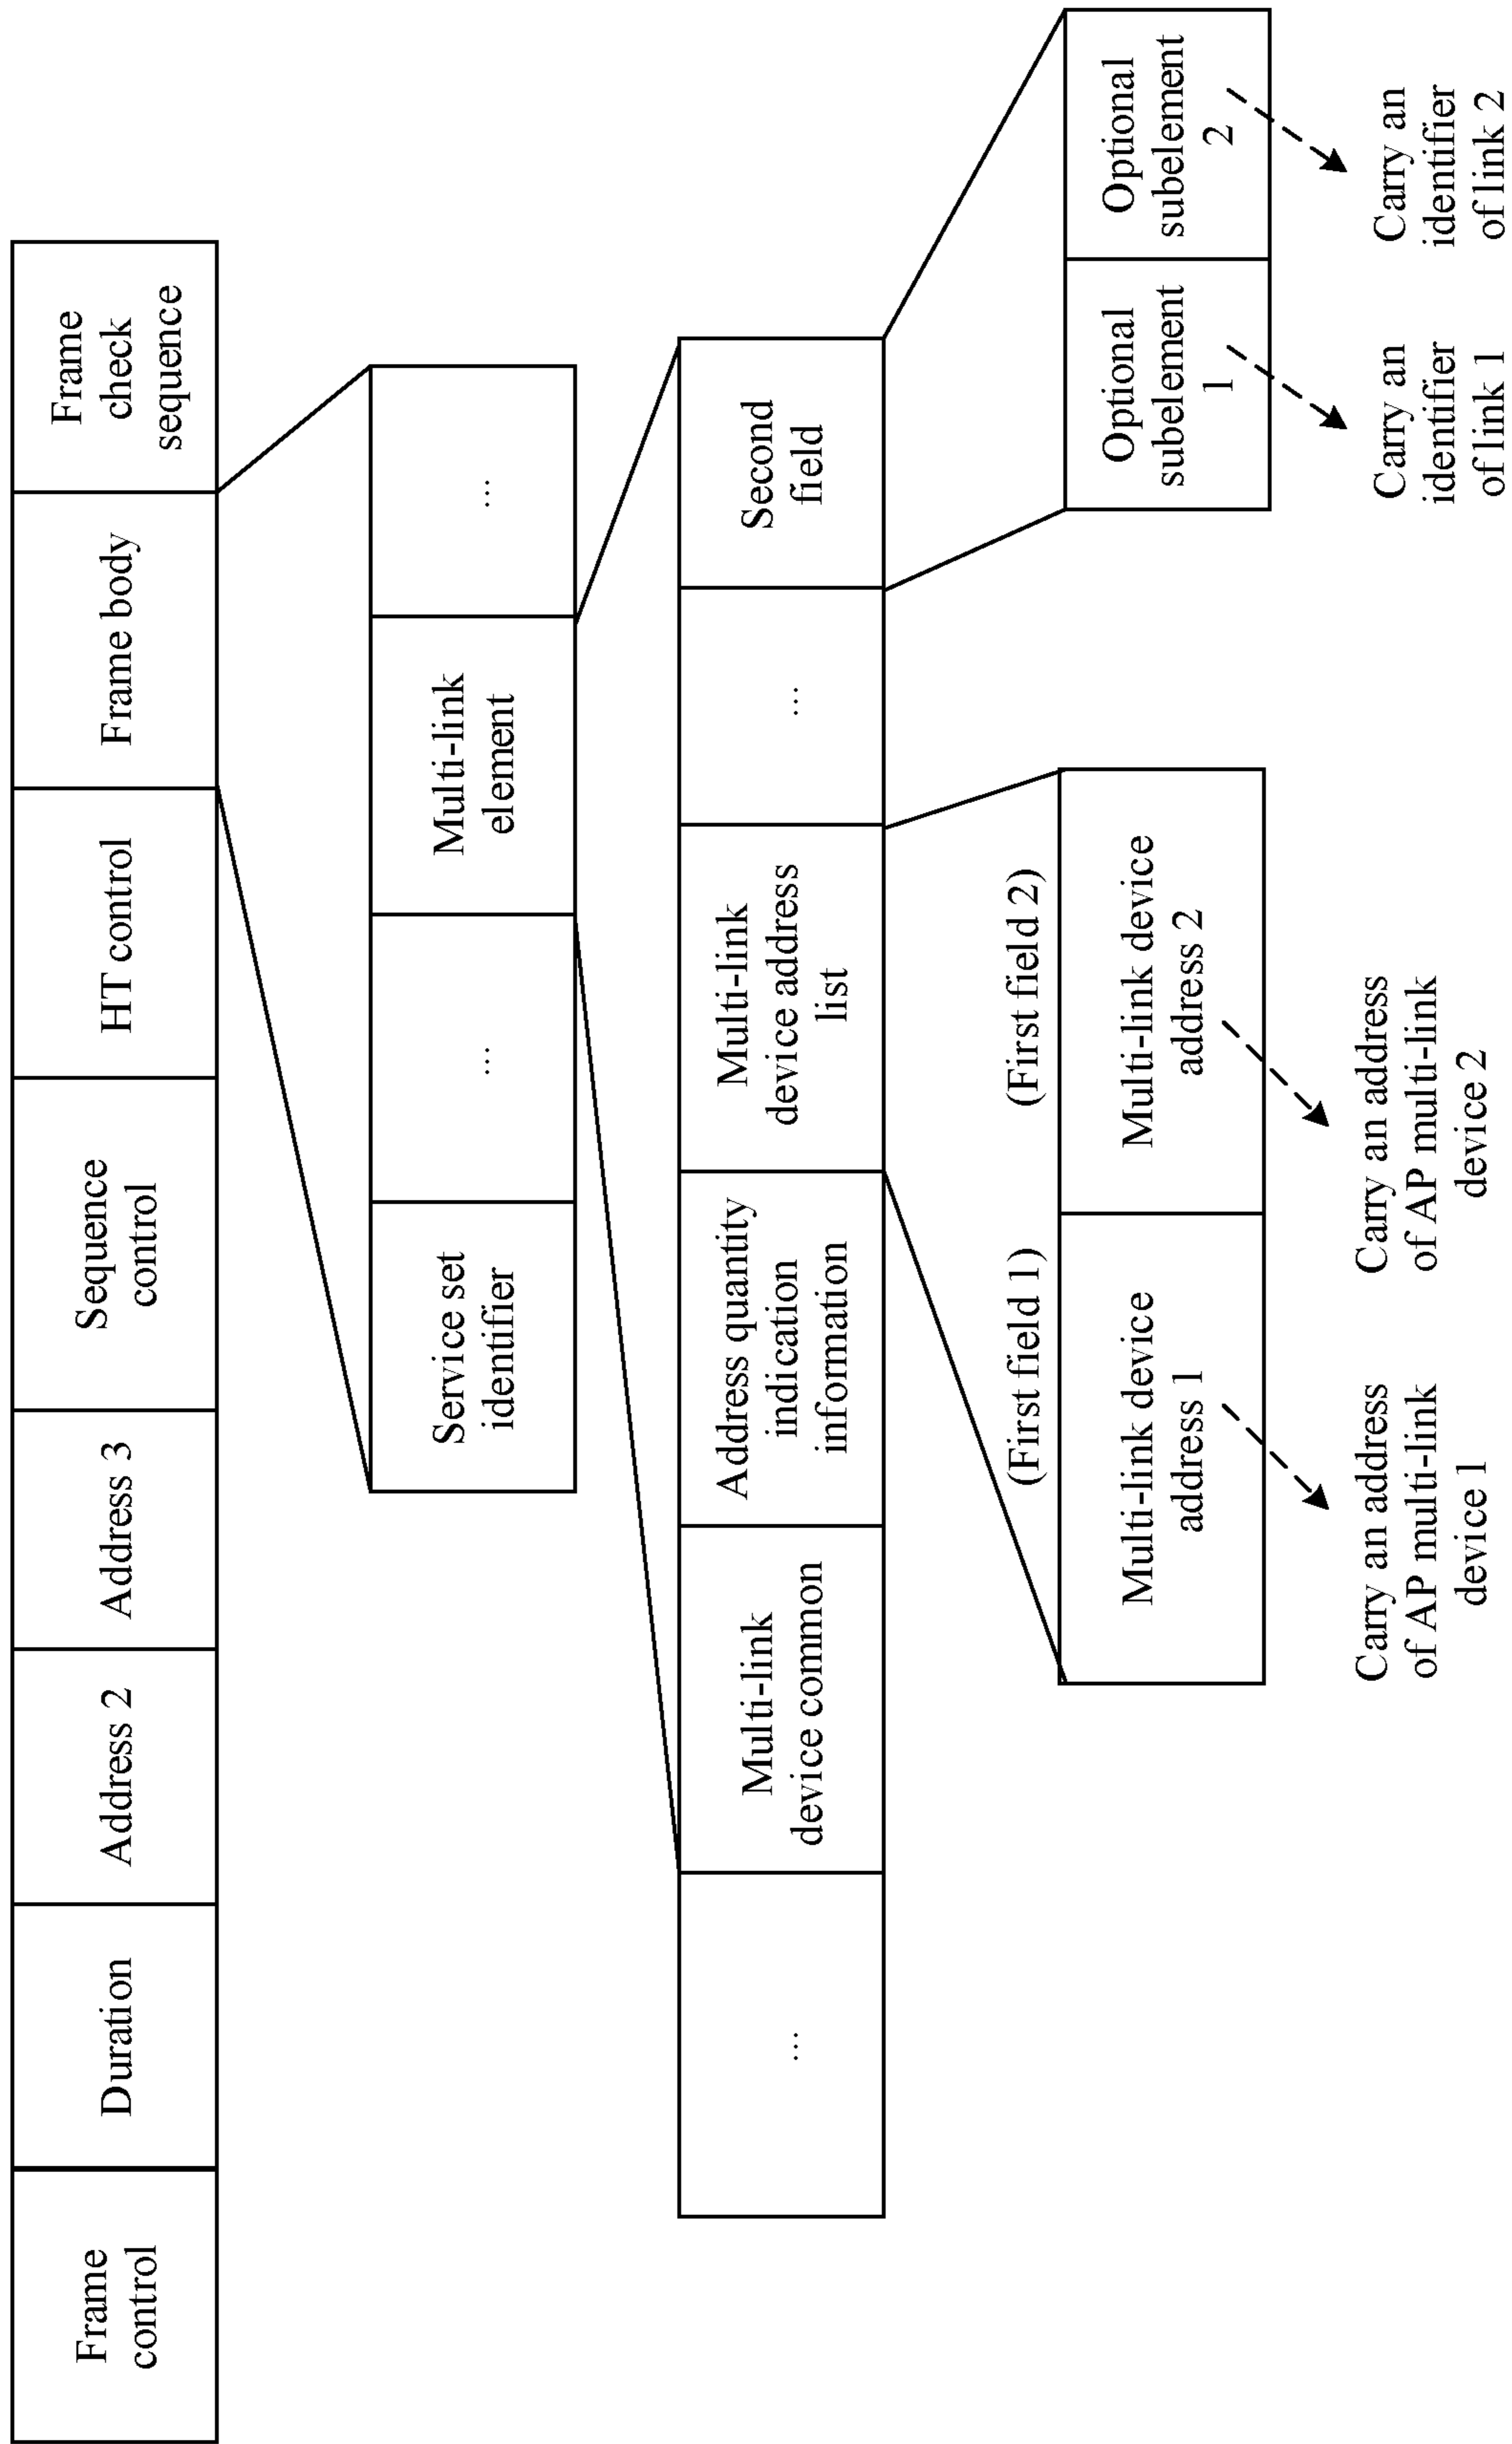 Frame
control
Duration
Address 2
Address 3
Sequence
control
HT control
Frame body
Frame
check
sequence
Service set
identifier
...
Multi-link
element
...
...
Multi-link
device common
Address quantity
indication
information
Multi-link
device address
list
...
Second
field
(First field 1)
(First field 2)
Multi-link device
address 1
Multi-link device
address 2
Optional
subelement
1
Optional
subelement
2
Carry an address
of AP multi-link
device 1
Carry an address
of AP multi-link
device 2
Carry an
identifier
of link 1
Carry an
identifier
of link 2